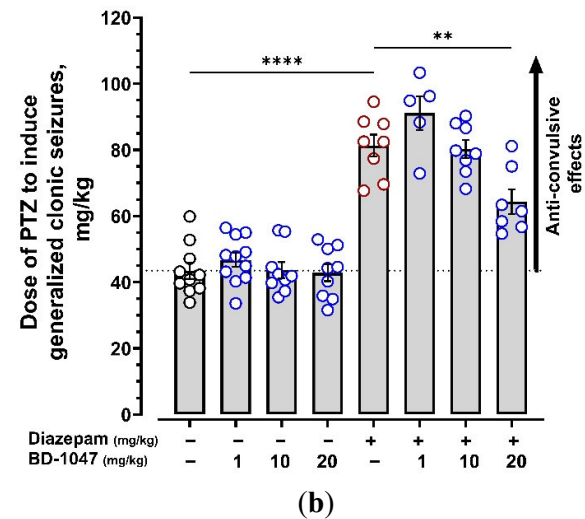 Dose of PTZ to induce
generalized clonic seizures,
mg/kg
120
100
80
60
40
20
0
****
**
Anti-convulsive
effects
Diazepam (mg/kg) – – – – + + + +
BD-1047 (mg/kg) – 1 10 20 – 1 10 20
(b)